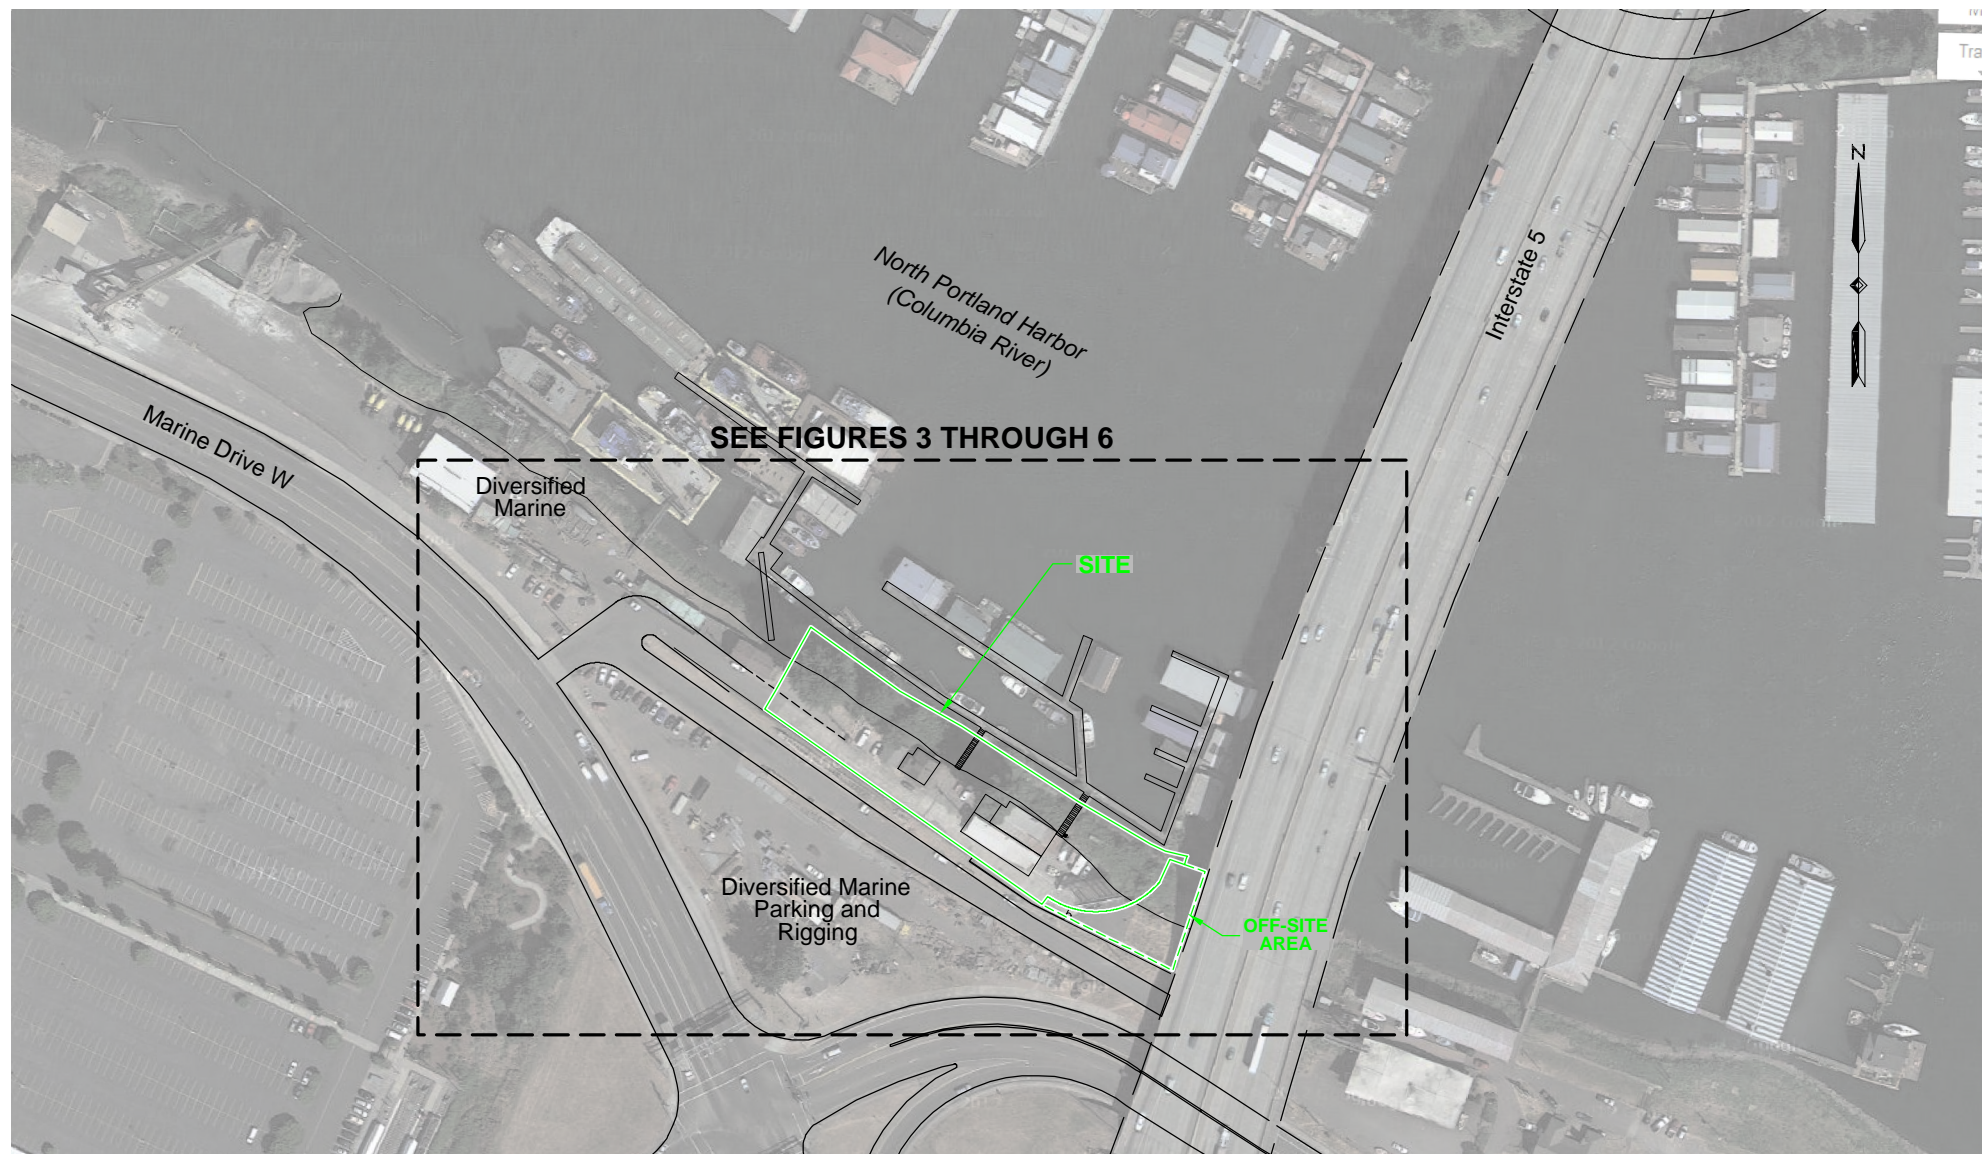 Tra
Z
North Portland Harbor
(Columbia River)
Interstate 5
Marine Drive W
SEE FIGURES 3 THROUGH 6
Diversified
Marine
SITE
Diversified Marine
Parking and
Rigging
OFF-SITE
AREA